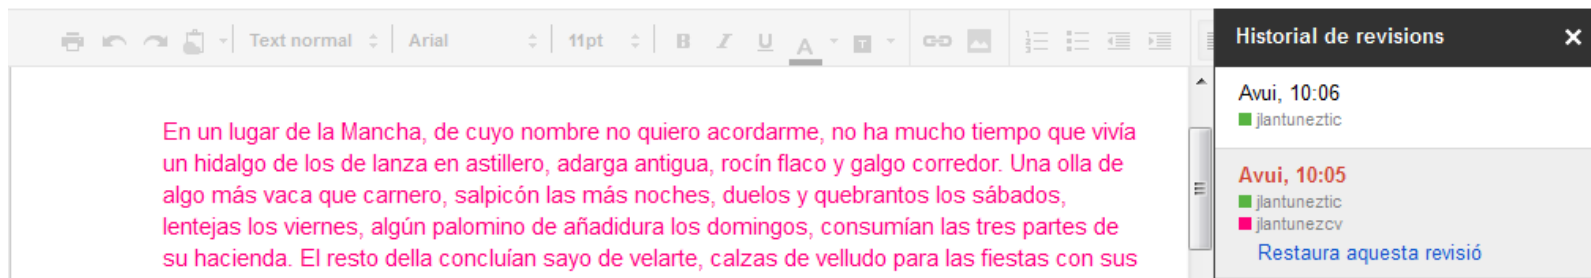 Text normal Arial 11pt B I U A T
Historial de revisions
Avui, 10:06
jlantuneztic
Avui, 10:05
jlantuneztic
jlantunezcv
Restaura aquesta revisió
En un lugar de la Mancha, de cuyo nombre no quiero acordarme, no ha mucho tiempo que vivía
un hidalgo de los de lanza en astillero, adarga antigua, rocín flaco y galgo corredor. Una olla de
algo más vaca que carnero, salpicón las más noches, duelos y quebrantos los sábados,
lentejas los viernes, algún palomino de añadidura los domingos, consumían las tres partes de
su hacienda. El resto della concluían sayo de velarte, calzas de velludo para las fiestas con sus